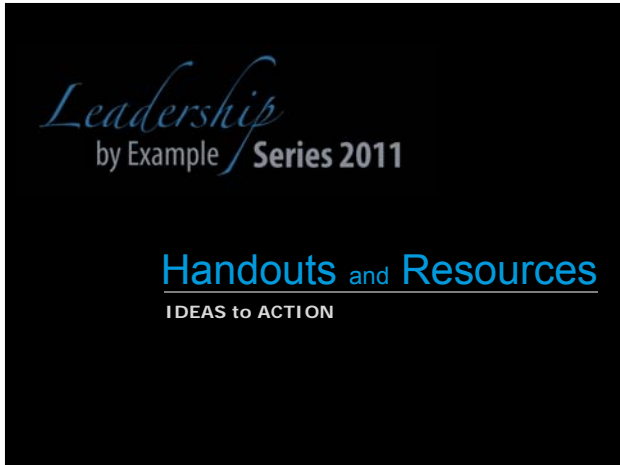 Leadership
by Example Series 2011
Handouts and Resources
IDEAS to ACTION